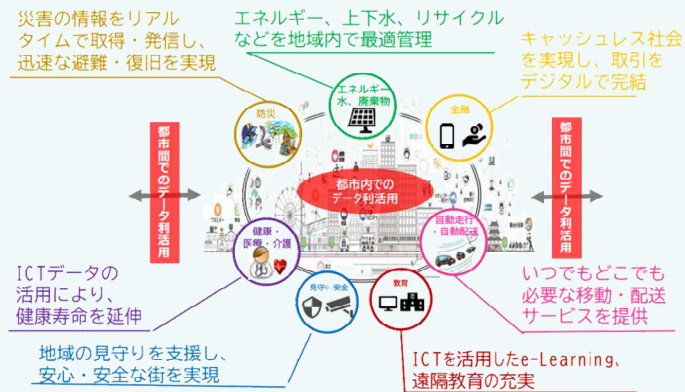 災害の情報をリアル
タイムで取得・発信し、
迅速な避難・復旧を実現
エネルギー、上下水、リサイクル
などを地域内で最適管理
キャッシュレス社会
を実現し、取引を
デジタルで完結
防災
エネルギー
水、廃棄物
金融
都市間でのデータ利活用
都市内での
データ利活用
都市間でのデータ利活用
健康・
医療・介護
自動走行
・自動配送
ICTデータの
活用により、
健康寿命を延伸
見守り・安全
教育
いつでもどこでも
必要な移動・配送
サービスを提供
地域の見守りを支援し、
安心・安全な街を実現
ICTを活用したe-Learning、
遠隔教育の充実